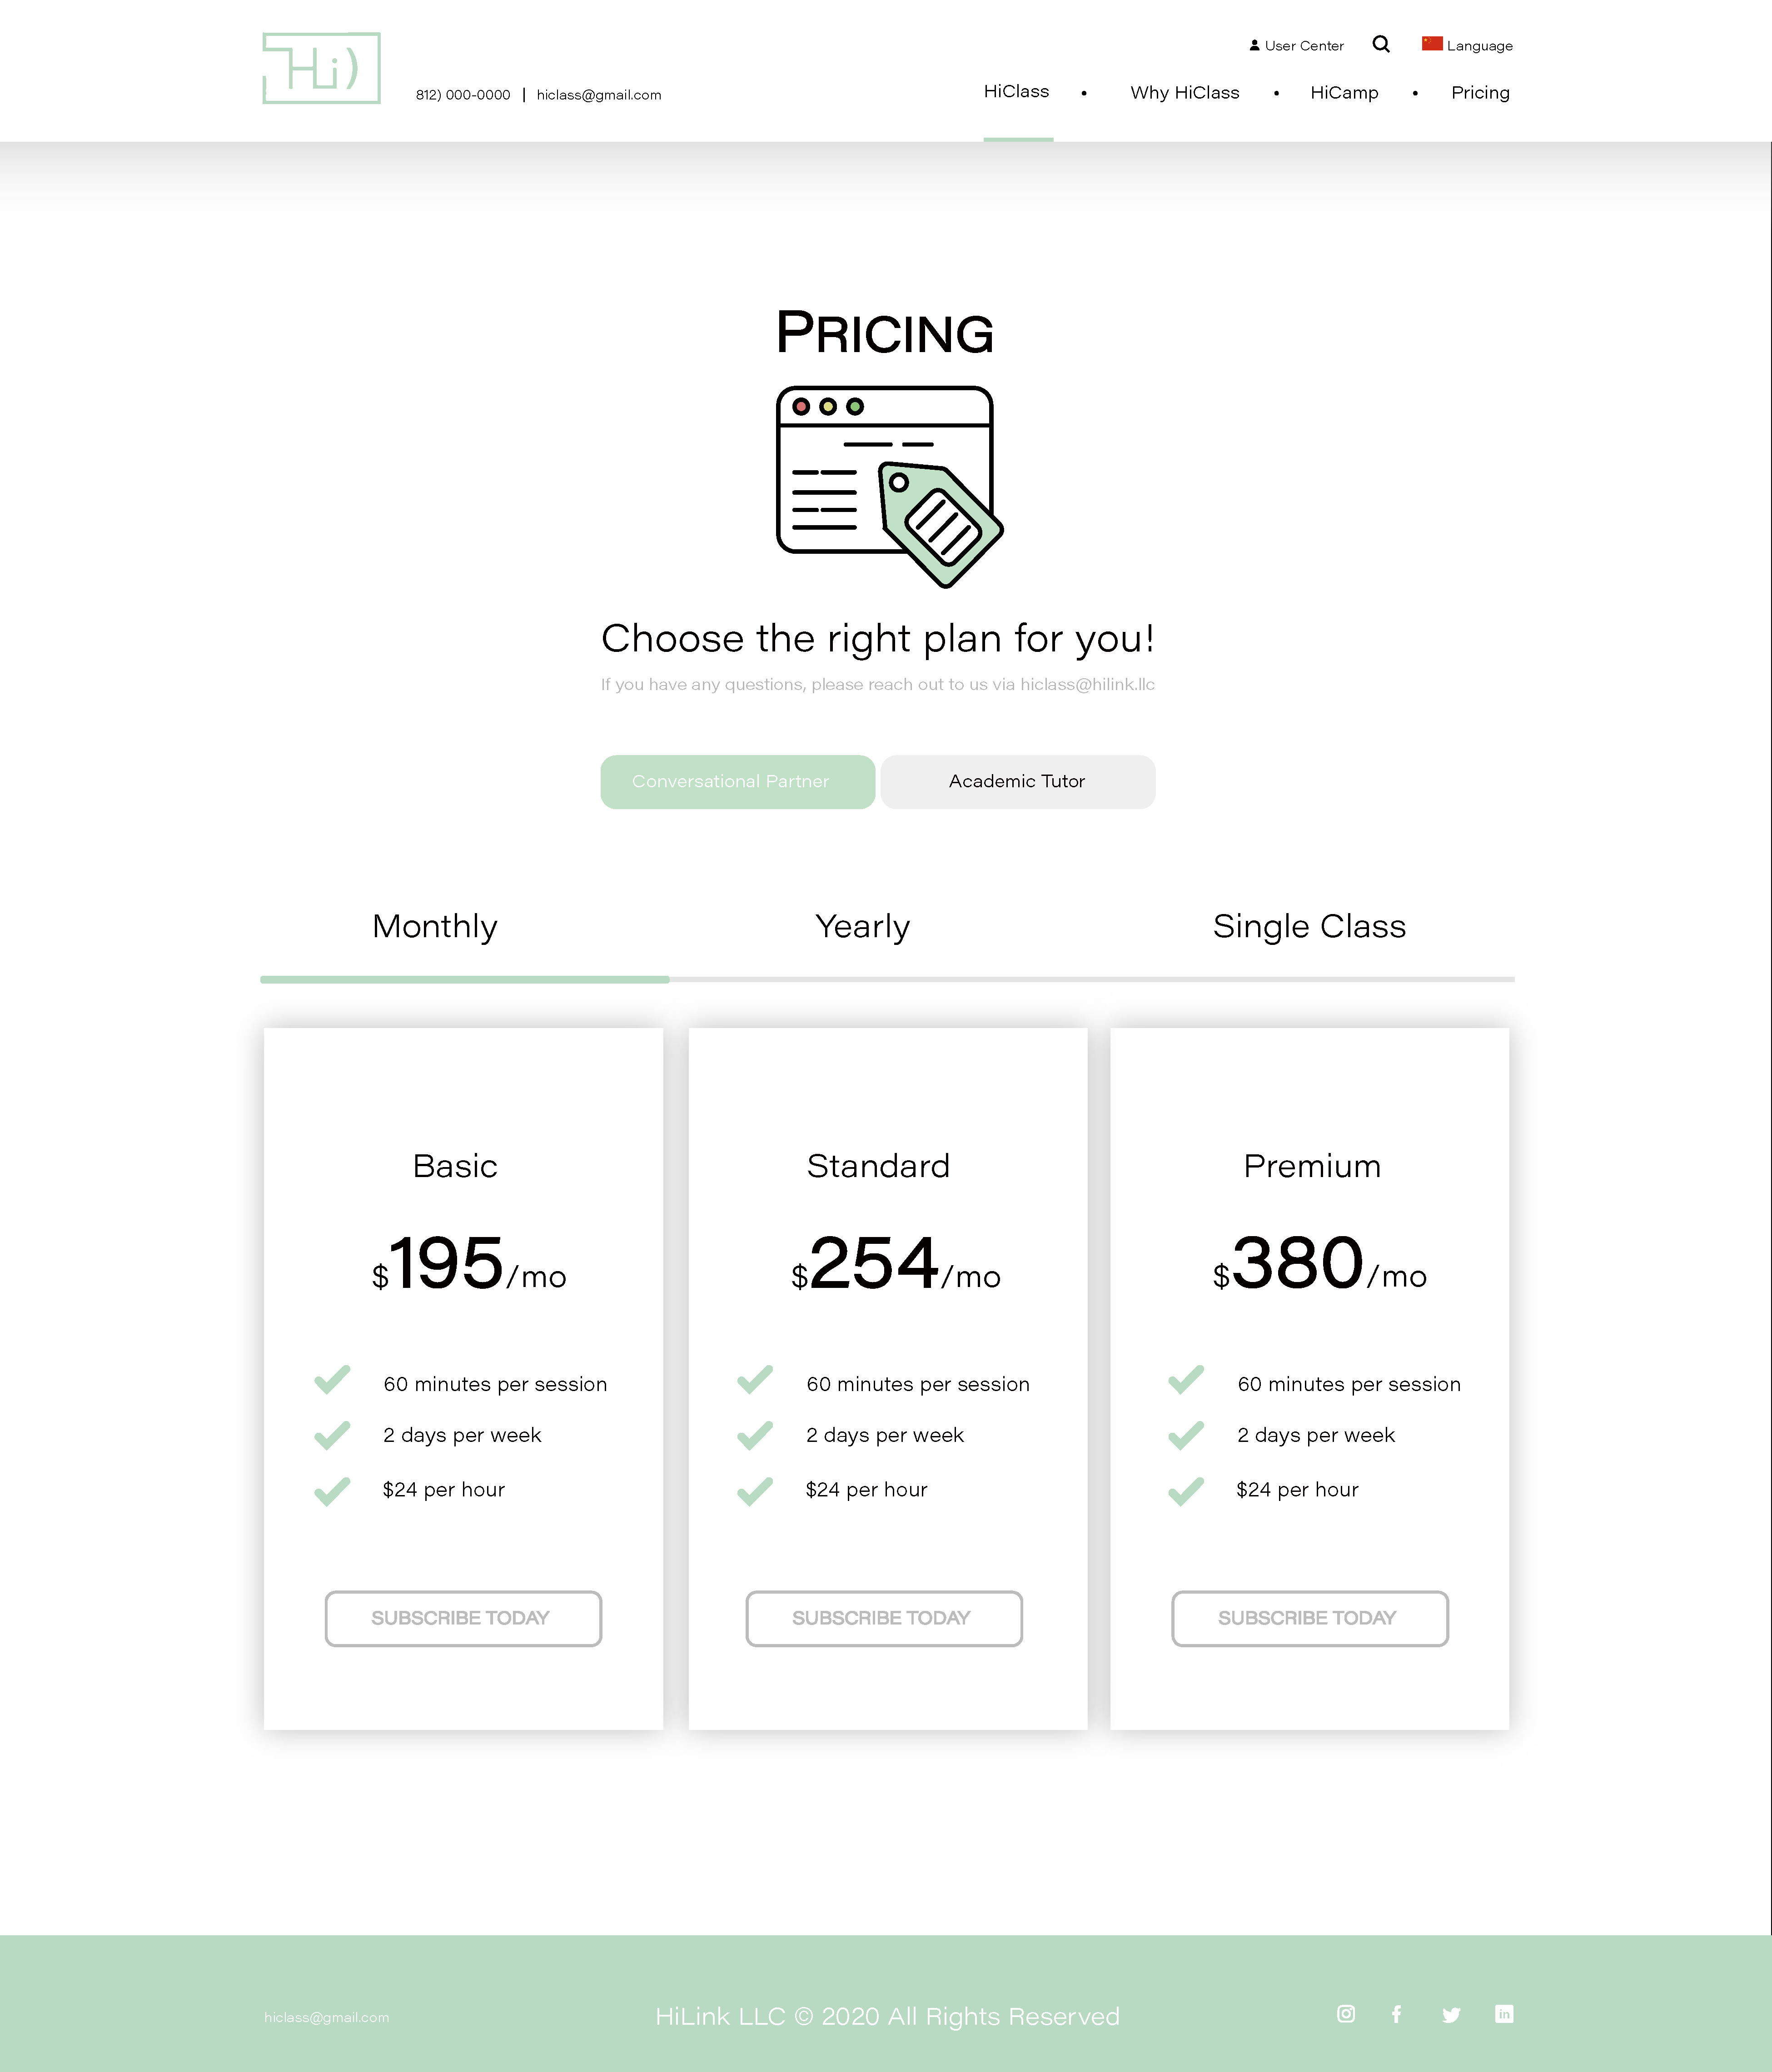 Hi)
User Center
Language
812) 000-0000 | hiclass@gmail.com
HiClass • Why HiClass • HiCamp • Pricing
PRICING
Choose the right plan for you!
If you have any questions, please reach out to us via hiclass@hilink.llc
Conversational Partner
Academic Tutor
Monthly
Yearly
Single Class
Basic
$195/mo
60 minutes per session
2 days per week
$24 per hour
SUBSCRIBE TODAY
Standard
$254/mo
60 minutes per session
2 days per week
$24 per hour
SUBSCRIBE TODAY
Premium
$380/mo
60 minutes per session
2 days per week
$24 per hour
SUBSCRIBE TODAY
hiclass@gmail.com
HiLink LLC © 2020 All Rights Reserved
in